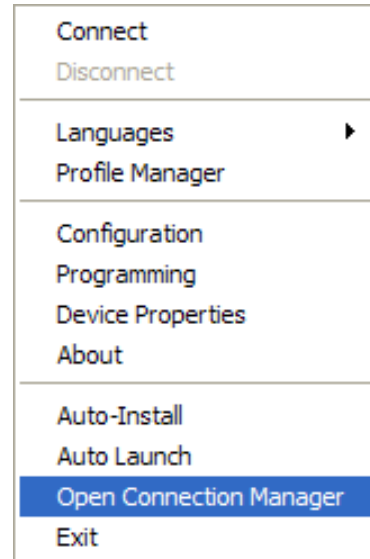 Connect
Disconnect
Languages
Profile Manager
Configuration
Programming
Device Properties
About
Auto-Install
Auto Launch
Open Connection Manager
Exit